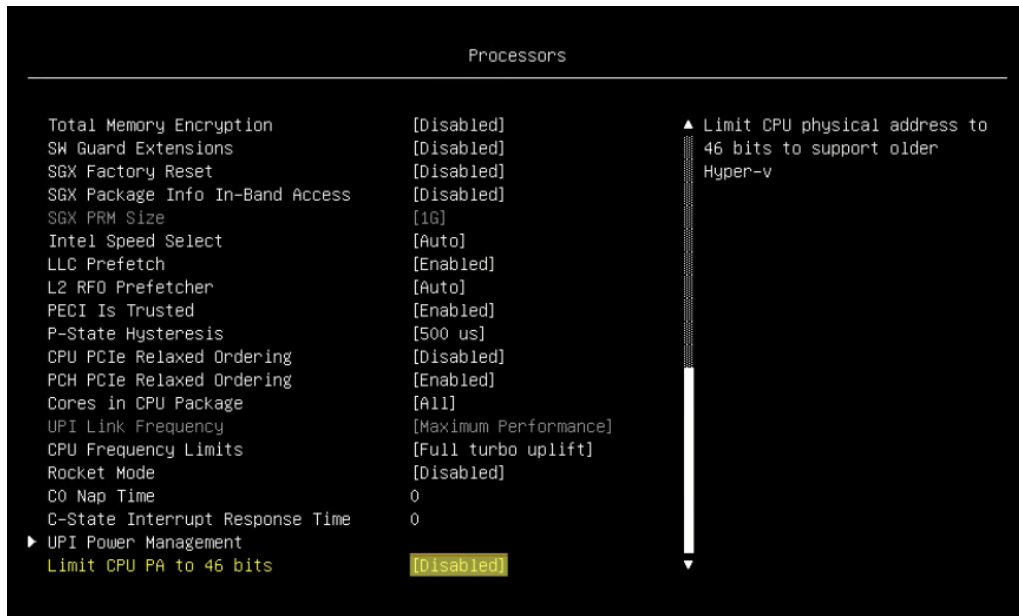 Processors
Total Memory Encryption [Disabled]
SW Guard Extensions [Disabled]
SGX Factory Reset [Disabled]
SGX Package Info In-Band Access [Disabled]
SGX PRM Size [1G]
Intel Speed Select [Auto]
LLC Prefetch [Enabled]
L2 RFO Prefetcher [Auto]
PECI Is Trusted [Enabled]
P-State Hysteresis [500 us]
CPU PCIe Relaxed Ordering [Disabled]
PCH PCIe Relaxed Ordering [Enabled]
Cores in CPU Package [All]
UPI Link Frequency [Maximum Performance]
CPU Frequency Limits [Full turbo uplift]
Rocket Mode [Disabled]
C0 Nap Time 0
C-State Interrupt Response Time 0
UPI Power Management
Limit CPU PA to 46 bits [Disabled]
Limit CPU physical address to
46 bits to support older
Hyper-v